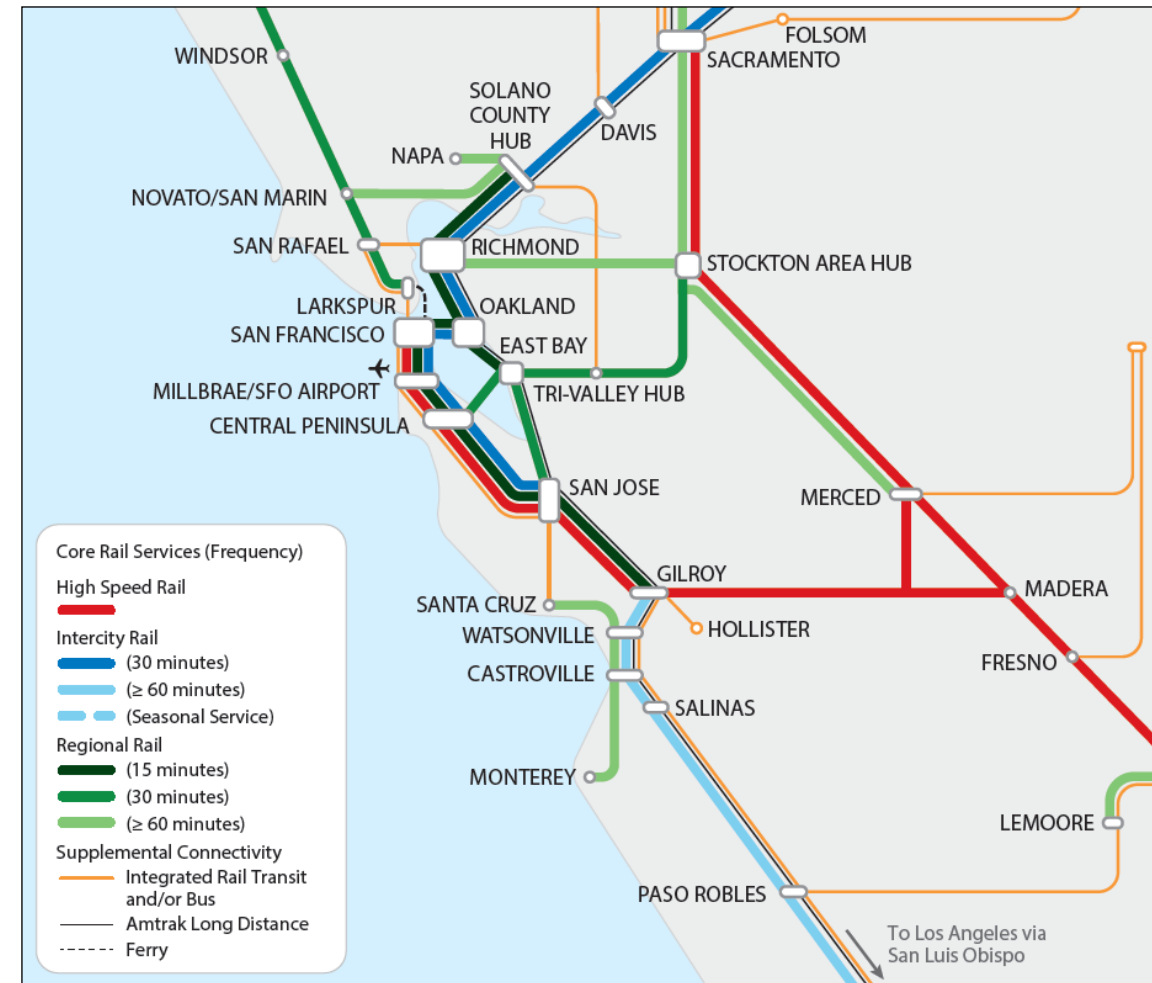 FOLSOM
WINDSOR
SACRAMENTO
SOLANO
COUNTY
HUB
DAVIS
NAPA
NOVATO/SAN MARIN
SAN RAFAEL
RICHMOND
STOCKTON AREA HUB
LARKSPUR
OAKLAND
SAN FRANCISCO
EAST BAY
MILLBRAE/SFO AIRPORT
TRI-VALLEY HUB
CENTRAL PENINSULA
SAN JOSE
MERCED
GILROY
MADERA
SANTA CRUZ
HOLLISTER
WATSONVILLE
FRESNO
CASTROVILLE
SALINAS
MONTEREY
LEMOORE
PASO ROBLES
To Los Angeles via
San Luis Obispo
Core Rail Services (Frequency)
High Speed Rail
Intercity Rail
(30 minutes)
(≥ 60 minutes)
(Seasonal Service)
Regional Rail
(15 minutes)
(30 minutes)
(≥ 60 minutes)
Supplemental Connectivity
Integrated Rail Transit
and/or Bus
Amtrak Long Distance
Ferry